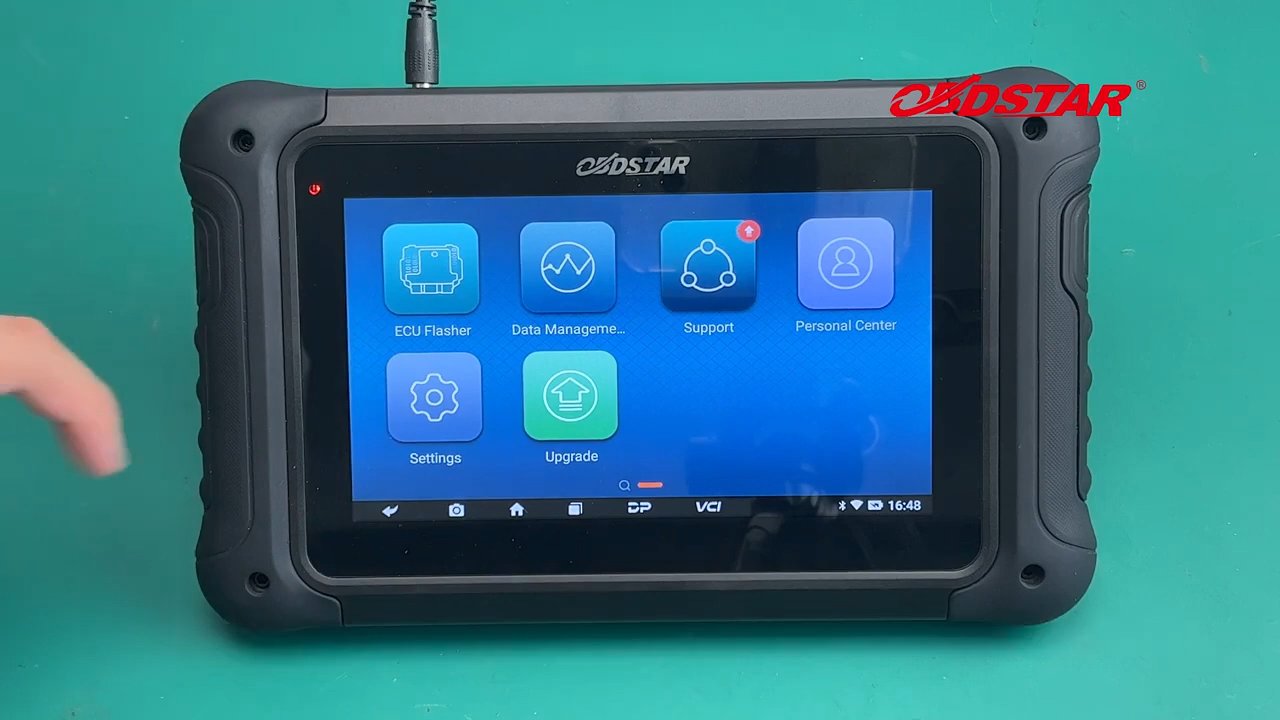 OBDSTAR®
OBDSTAR
ECU Flasher
Data Manageme...
Support
Personal Center
Settings
Upgrade
DP
VCI
16:48